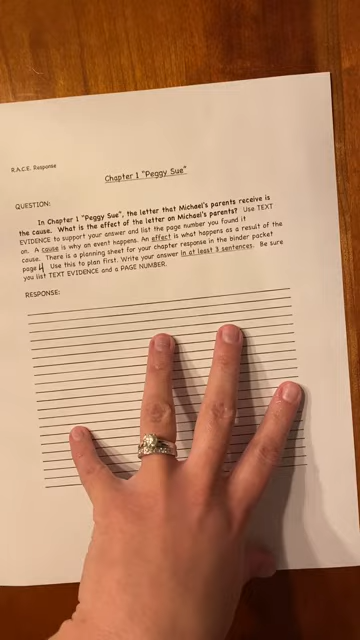 R.A.C.E. Response
Chapter 1 "Peggy Sue"
QUESTION:
In Chapter 1 "Peggy Sue", the letter that Michael's parents receive is
the cause. What is the effect of the letter on Michael's parents? Use TEXT
EVIDENCE to support your answer and list the page number you found it
on. A cause is why an event happens. An effect is what happens as a result of the
cause. There is a planning sheet for your chapter response in the binder packet
page 4. Use this to plan first. Write your answer in at least 3 sentences. Be sure
you list TEXT EVIDENCE and a PAGE NUMBER.
RESPONSE: